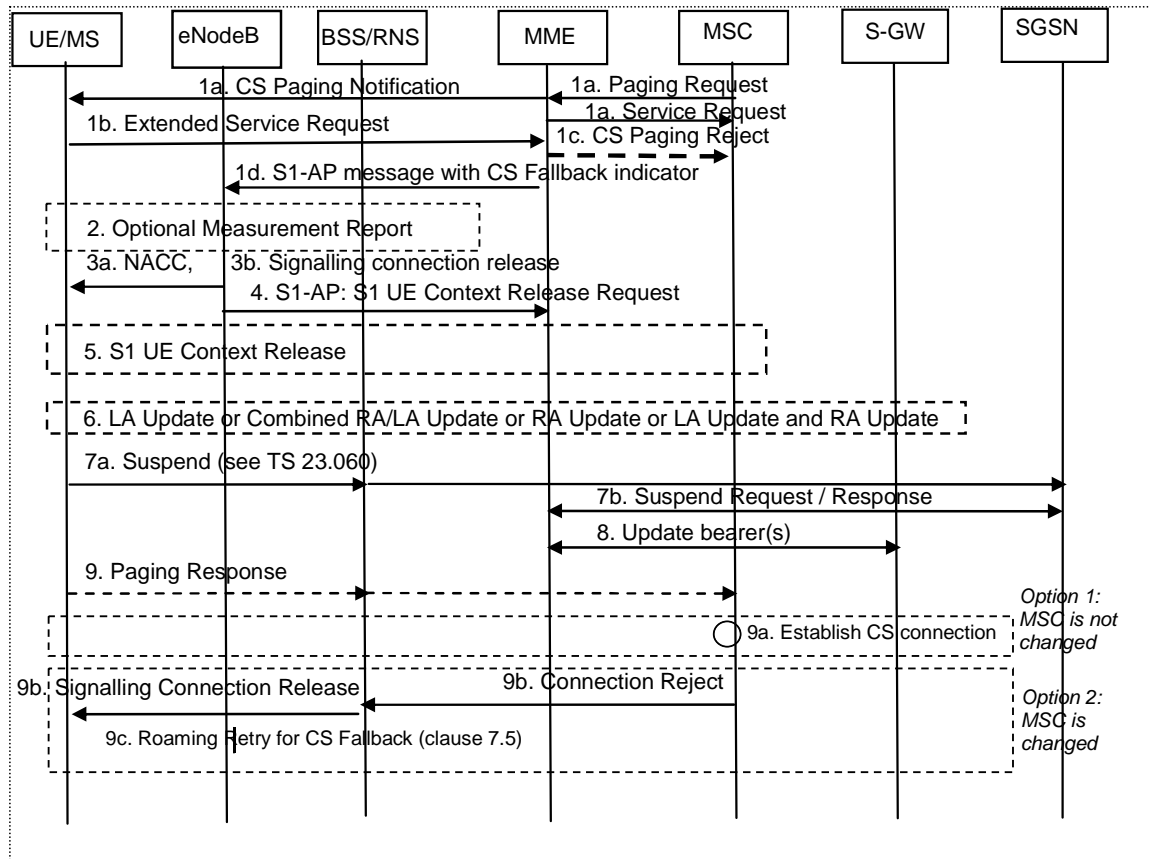 UE/MS
eNodeB
BSS/RNS
MME
MSC
S-GW
SGSN
1a. CS Paging Notification
1a. Paging Request
1a. Service Request
1b. Extended Service Request
1c. CS Paging Reject
1d. S1-AP message with CS Fallback indicator
2. Optional Measurement Report
3a. NACC,
3b. Signalling connection release
4. S1-AP: S1 UE Context Release Request
5. S1 UE Context Release
6. LA Update or Combined RA/LA Update or RA Update or LA Update and RA Update
7a. Suspend (see TS 23.060)
7b. Suspend Request / Response
8. Update bearer(s)
9. Paging Response
Option 1:
MSC is not
changed
9a. Establish CS connection
9b. Signalling Connection Release
9b. Connection Reject
Option 2:
MSC is
changed
9c. Roaming Retry for CS Fallback (clause 7.5)